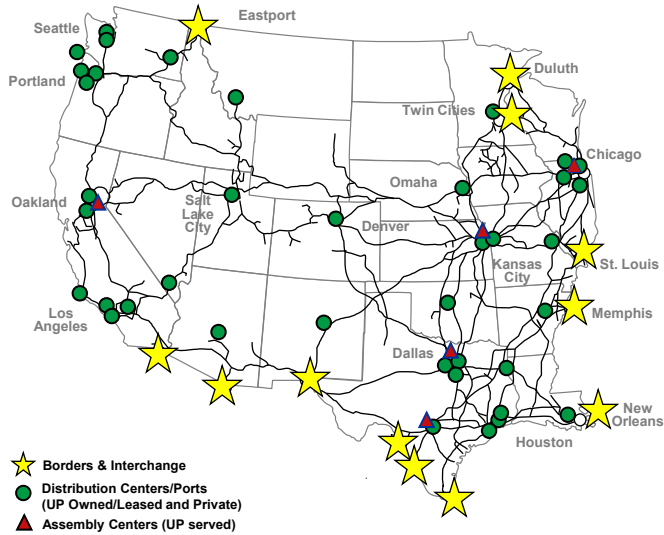 Seattle
Eastport
Portland
Duluth
Twin Cities
Chicago
Oakland
Salt
Lake
City
Omaha
Denver
Kansas
City
St. Louis
Los
Angeles
Memphis
Dallas
New
Orleans
Houston
Borders & Interchange
Distribution Centers/Ports
(UP Owned/Leased and Private)
Assembly Centers (UP served)